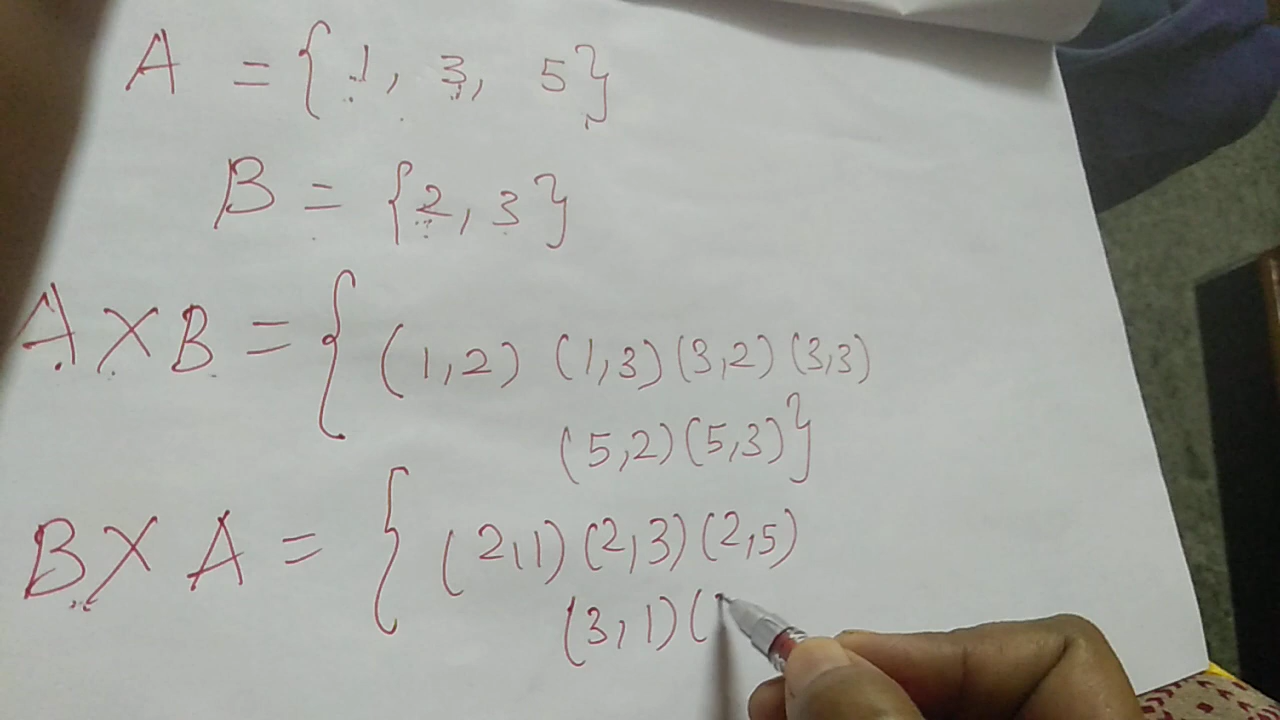 A = {1, 3, 5}
B = {2, 3}
A X B = { (1,2) (1,3) (3,2) (3,3)
(5,2) (5,3) }
B X A = { (2,1) (2,3) (2,5)
(3,1) (